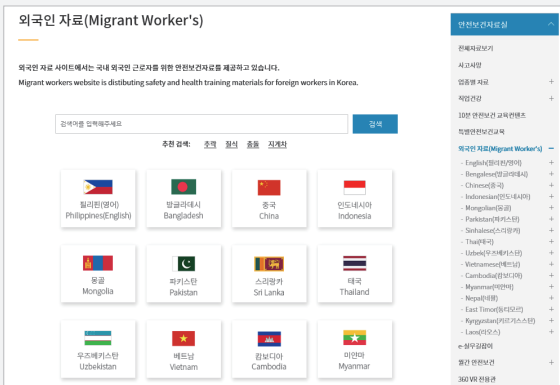 외국인 자료(Migrant Worker's)
외국인 자료 사이트에서는 국내 외국인 근로자를 위한 안전보건자료를 제공하고 있습니다.
Migrant workers website is distibuting safety and health training materials for foreign workers in Korea.
검색어를 입력해주세요
검색
추천 검색: 추락 질식 충돌 지게차
필리핀(영어)
Philippines(English)
방글라데시
Bangladesh
중국
China
인도네시아
Indonesia
몽골
Mongolia
파키스탄
Pakistan
스리랑카
Sri Lanka
태국
Thailand
우즈베키스탄
Uzbekistan
베트남
Vietnam
캄보디아
Cambodia
미얀마
Myanmar
안전보건자료실
전체자료보기
사고사망
업종별 자료 +
직업건강 +
10분 안전보건 교육컨텐츠
특별안전보건교육
외국인 자료(Migrant Worker's) −
- English(필리핀/영어) +
- Bengalese(방글라데시) +
- Chinese(중국) +
- Indonesian(인도네시아) +
- Mongolian(몽골) +
- Parkistan(파키스탄) +
- Sinhalese(스리랑카) +
- Thai(태국) +
- Uzbek(우즈베키스탄) +
- Vietnamese(베트남) +
- Cambodia(캄보디아) +
- Myanmar(미얀마) +
- Nepal(네팔) +
- East Timor(동티모르) +
- Kyrgyzstan(키르기스스탄) +
- Laos(라오스) +
e-실무길잡이
월간 안전보건 +
360 VR 전용관